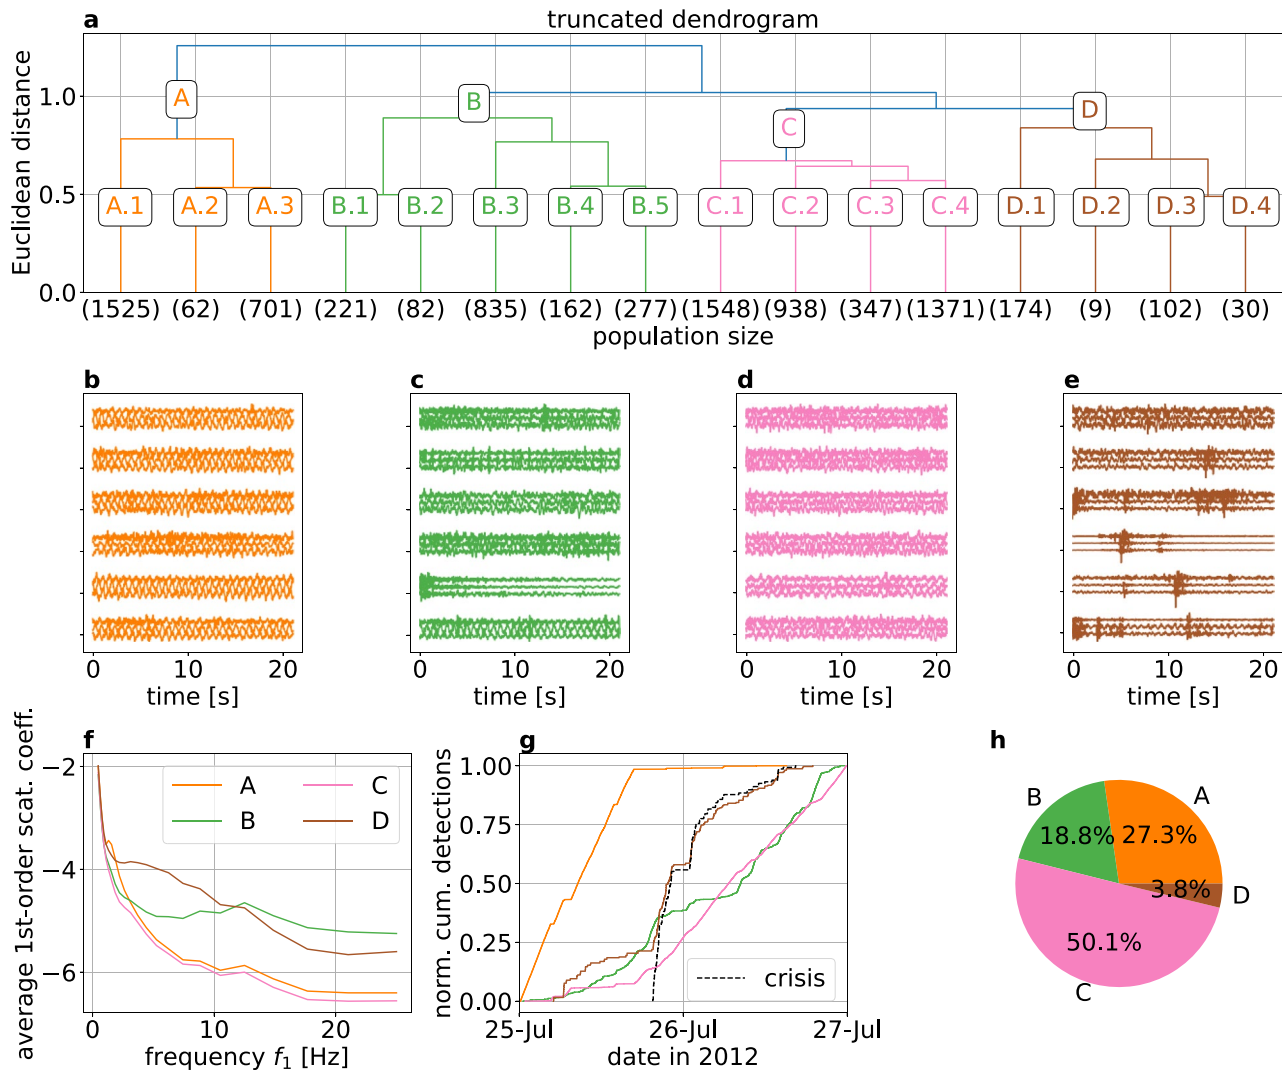 a
truncated dendrogram
Euclidean distance
1.0
0.5
0.0
A
B
C
D
A.1 A.2 A.3 B.1 B.2 B.3 B.4 B.5 C.1 C.2 C.3 C.4 D.1 D.2 D.3 D.4
(1525) (62) (701) (221) (82) (835) (162) (277) (1548) (938) (347) (1371) (174) (9) (102) (30)
population size
b
0 10 20
time [s]
c
0 10 20
time [s]
d
0 10 20
time [s]
e
0 10 20
time [s]
f
average 1st-order scat. coeff.
−2
−4
−6
A C
B D
0 10 20
frequency f1 [Hz]
g
norm. cum. detections
1.00
0.75
0.50
0.25
0.00
crisis
25-Jul 26-Jul 27-Jul
date in 2012
h
A
27.3%
B
18.8%
C
50.1%
D
3.8%